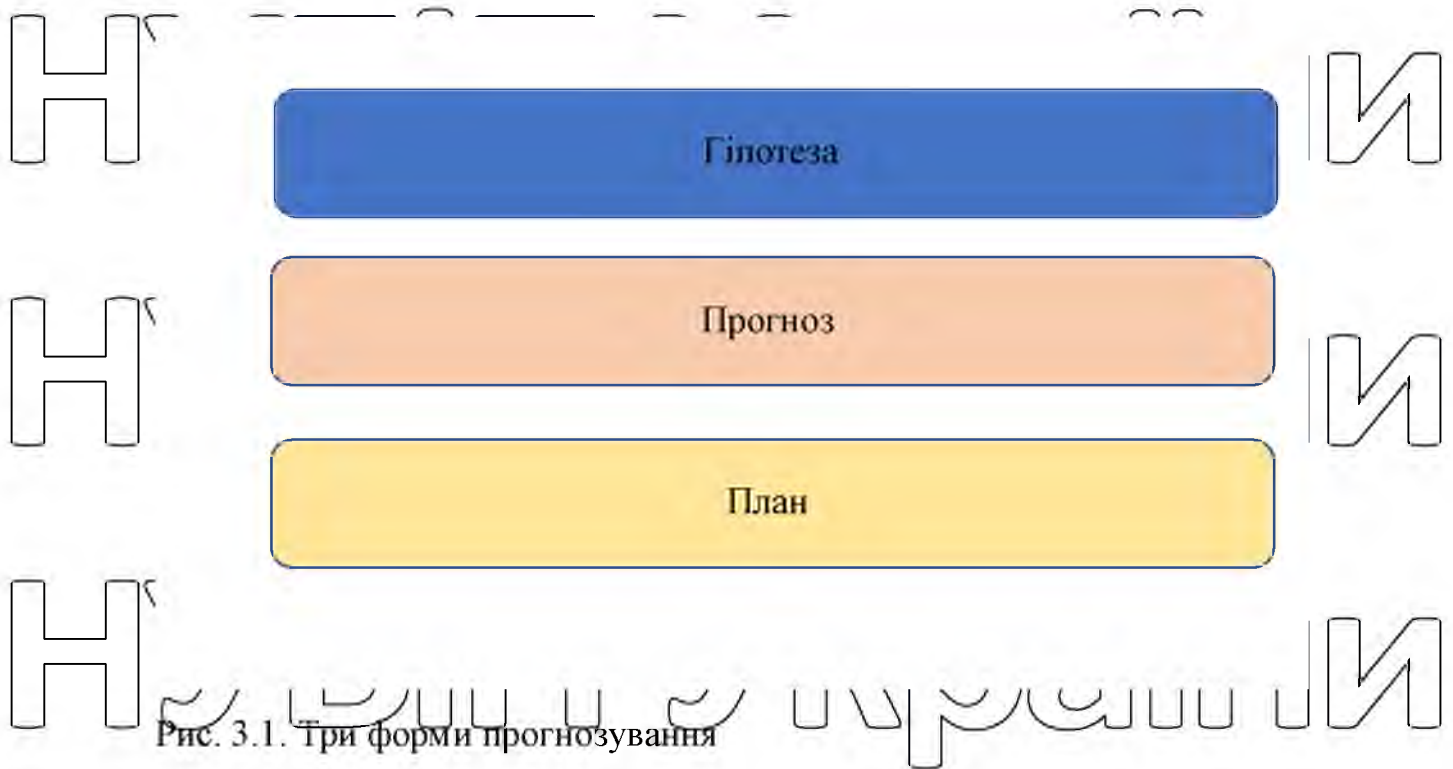 Гіпотеза
Прогноз
План
Рис. 3.1. Три форми прогнозування